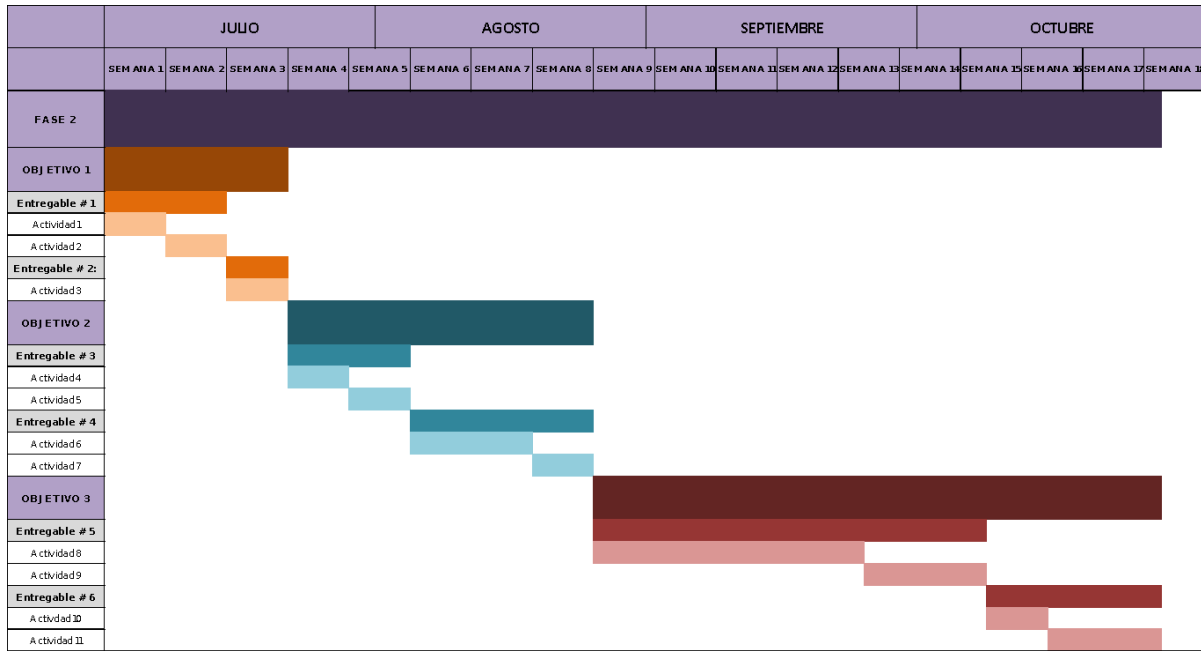 JULIO AGOSTO SEPTIEMBRE OCTUBRE
SEMANA 1 SEMANA 2 SEMANA 3 SEMANA 4 SEMANA 5 SEMANA 6 SEMANA 7 SEMANA 8 SEMANA 9 SEMANA 10 SEMANA 11 SEMANA 12 SEMANA 13 SEMANA 14 SEMANA 15 SEMANA 16 SEMANA 17 SEMANA 18
FASE 2
OBJETIVO 1
Entregable # 1
Actividad 1
Actividad 2
Entregable # 2:
Actividad 3
OBJETIVO 2
Entregable # 3
Actividad 4
Actividad 5
Entregable # 4
Actividad 6
Actividad 7
OBJETIVO 3
Entregable # 5
Actividad 8
Actividad 9
Entregable # 6
Activdad 10
Actividad 11